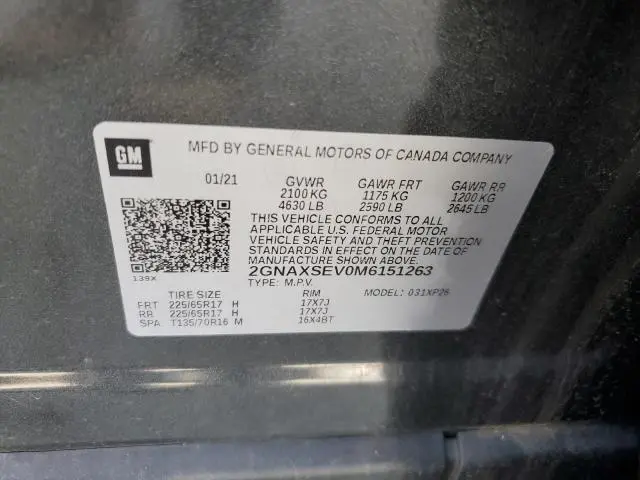 GM
MFD BY GENERAL MOTORS OF CANADA COMPANY
01/21 GVWR GAWR FRT GAWR RR
2100 KG 1175 KG 1200 KG
4630 LB 2590 LB 2645 LB
THIS VEHICLE CONFORMS TO ALL
APPLICABLE U.S. FEDERAL MOTOR
VEHICLE SAFETY AND THEFT PREVENTION
STANDARDS IN EFFECT ON THE DATE OF
MANUFACTURE SHOWN ABOVE.
139X 2GNAXSEV0M6151263
TYPE: M.P.V. MODEL: 031XP26
TIRE SIZE RIM
FRT 225/65R17 H 17X7J
RR 225/65R17 H 17X7J
SPA T135/70R16 M 16X4BT